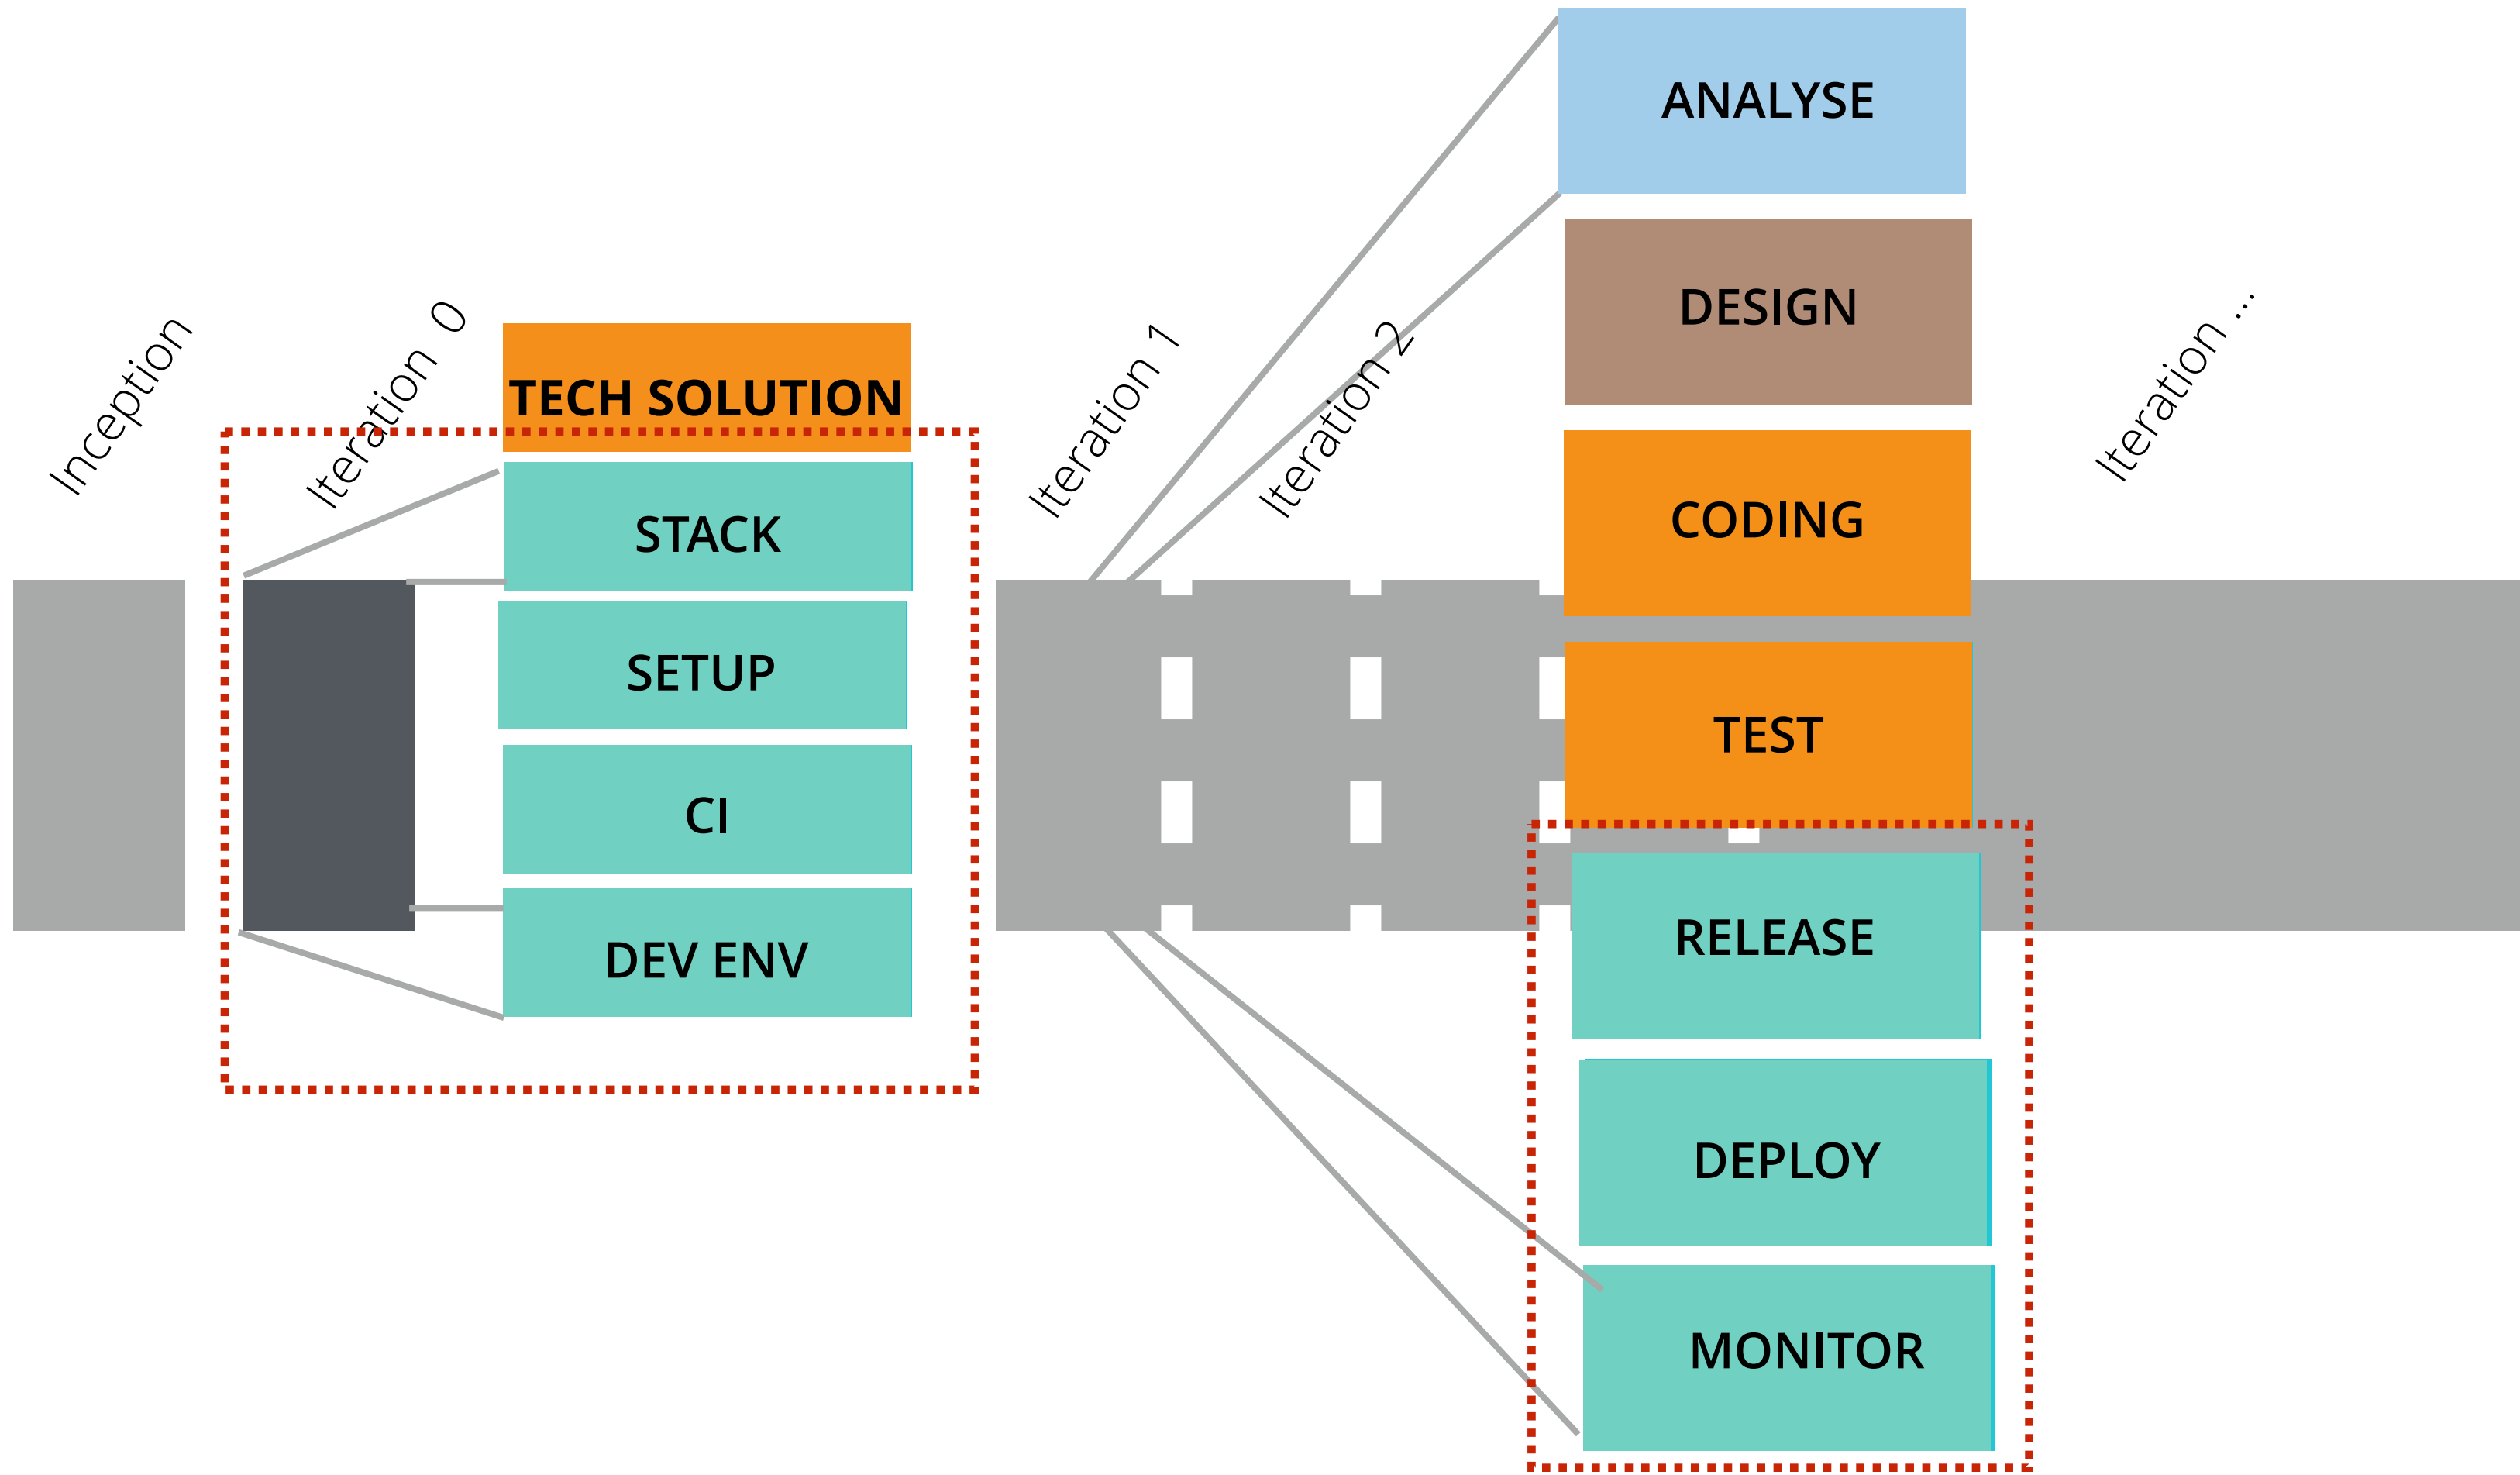 Inception
Iteration 0
TECH SOLUTION
STACK
SETUP
CI
DEV ENV
Iteration 1
Iteration 2
ANALYSE
DESIGN
CODING
TEST
RELEASE
DEPLOY
MONITOR
Iteration ...